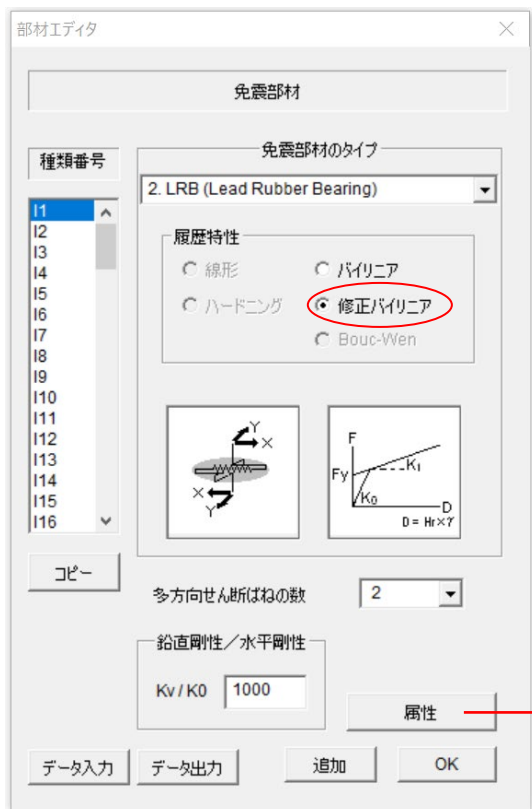 部材エディタ
免震部材
種類番号
I1
I2
I3
I4
I5
I6
I7
I8
I9
I10
I11
I12
I13
I14
I15
I16
コピー
免震部材のタイプ
2. LRB (Lead Rubber Bearing)
履歴特性
線形
バイリニア
ハードニング
修正バイリニア
Bouc-Wen
Y
X
X
Y
F
Fy
K1
K0
D
D = Hr×γ
多方向せん断ばねの数
2
鉛直剛性／水平剛性
Kv / K0
1000
属性
データ入力
データ出力
追加
OK